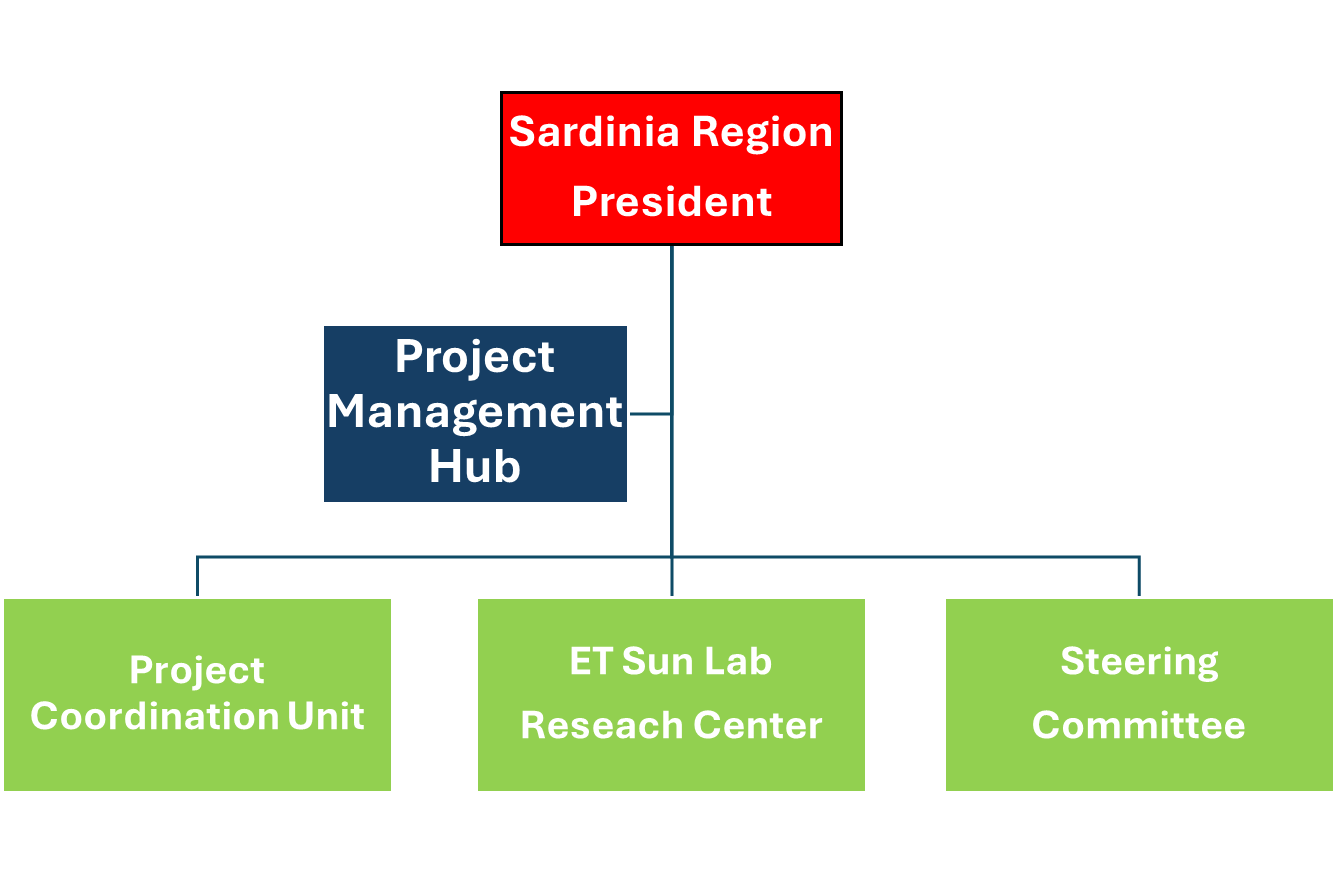 Sardinia Region
President
Project
Management
Hub
Project
Coordination Unit
ET Sun Lab
Reseach Center
Steering
Committee